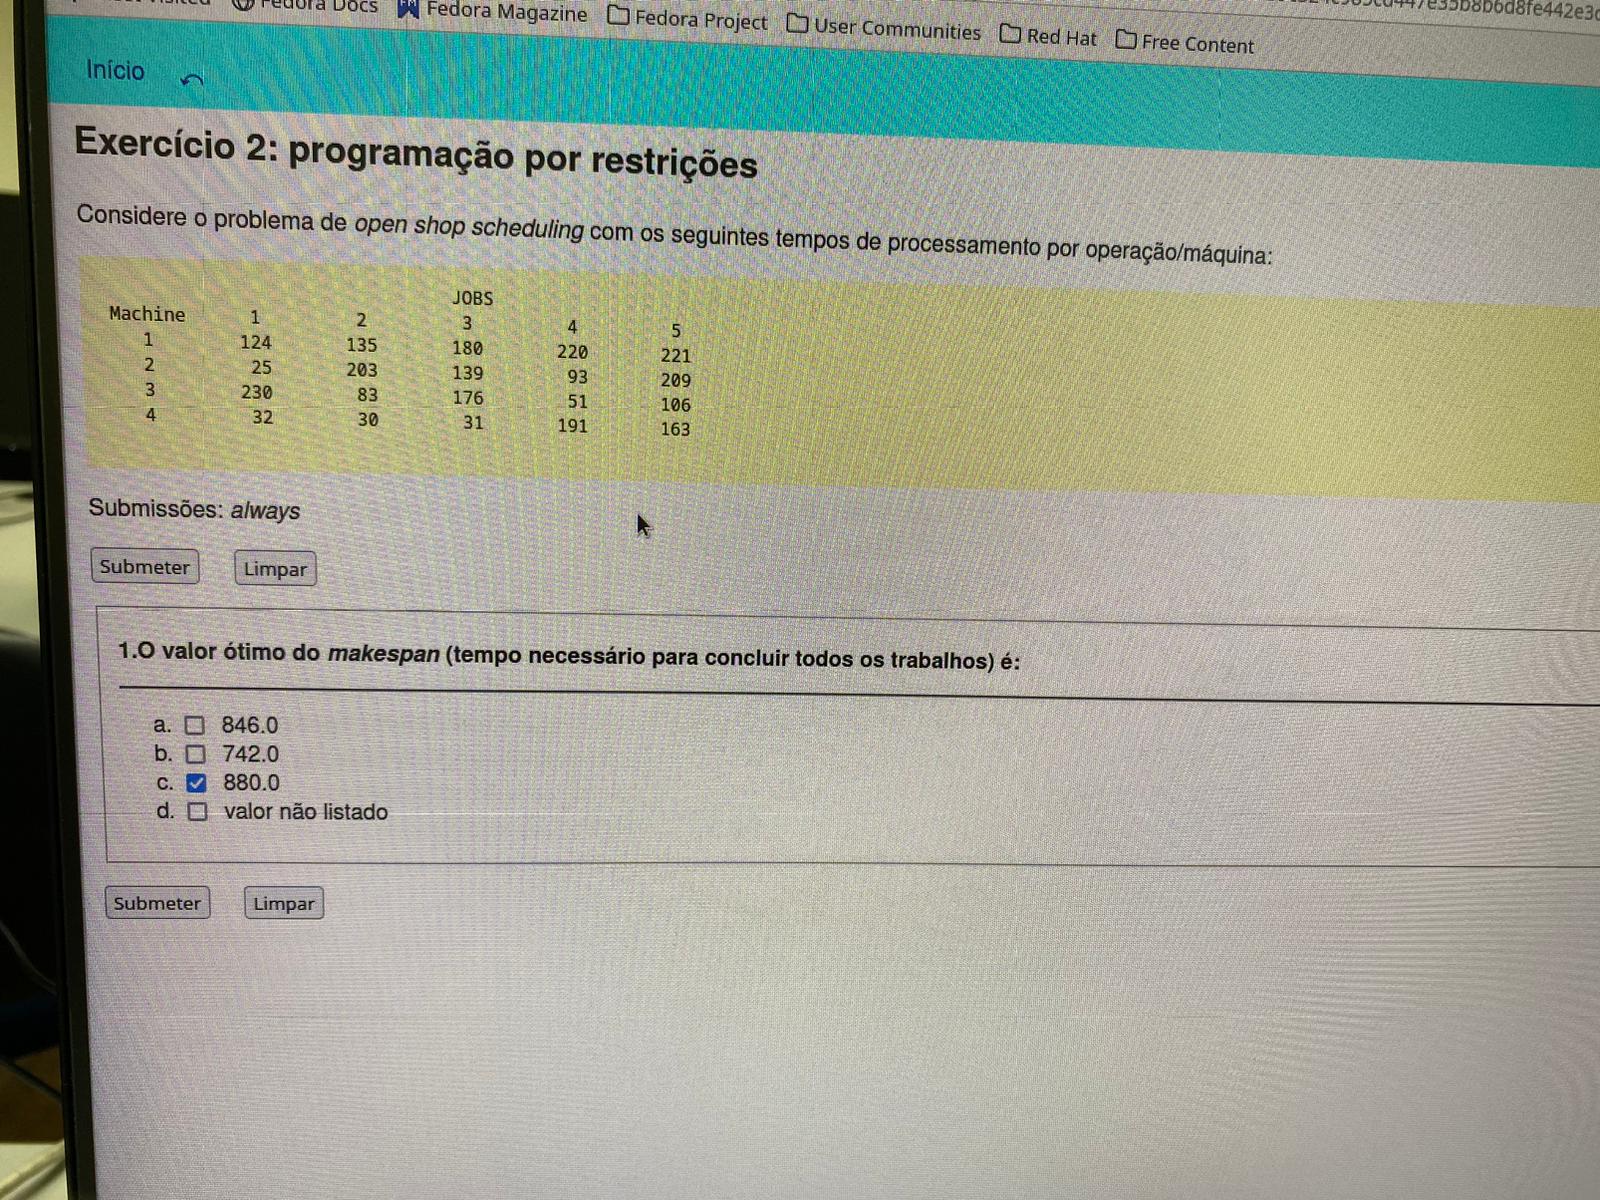 Fedora Docs Fedora Magazine Fedora Project User Communities Red Hat Free Content
Início
Exercício 2: programação por restrições
Considere o problema de open shop scheduling com os seguintes tempos de processamento por operação/máquina:
JOBS
Machine 1 2 3 4 5
1 124 135 180 220 221
2 25 203 139 93 209
3 230 83 176 51 106
4 32 30 31 191 163
Submissões: always
Submeter Limpar
1.O valor ótimo do makespan (tempo necessário para concluir todos os trabalhos) é:
a. 846.0
b. 742.0
c. 880.0
d. valor não listado
Submeter Limpar